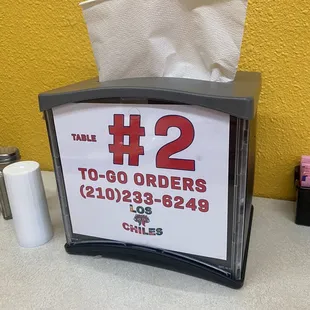 TABLE #2
TO-GO ORDERS
(210)233-6249
LOS
CHILES